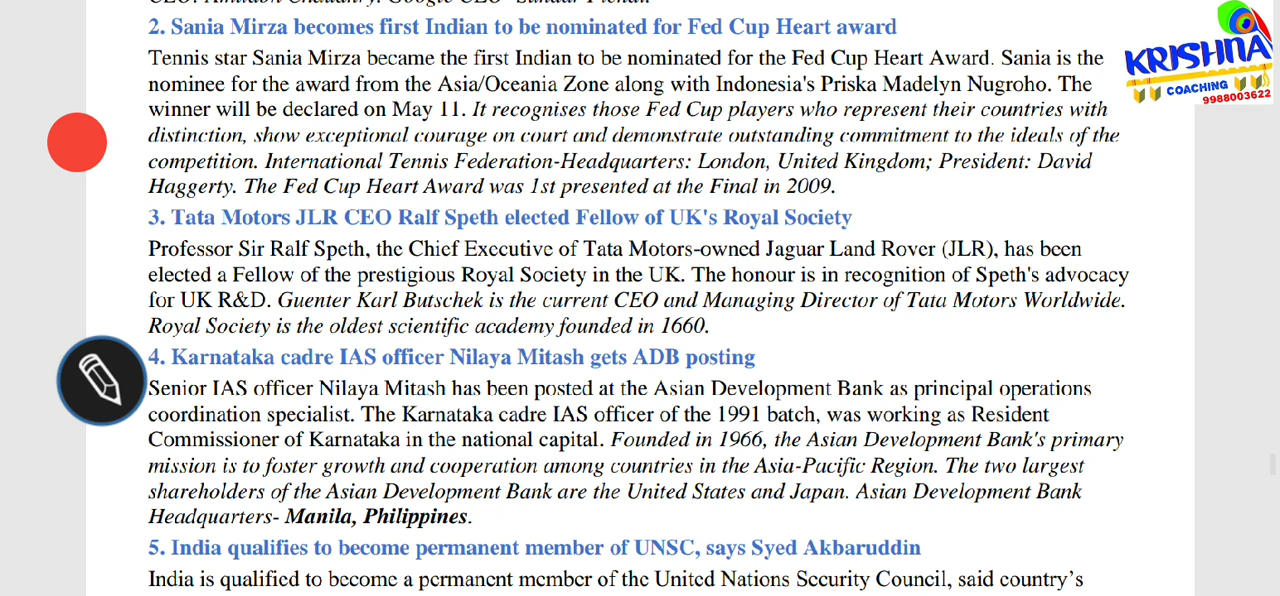 2. Sania Mirza becomes first Indian to be nominated for Fed Cup Heart award
Tennis star Sania Mirza became the first Indian to be nominated for the Fed Cup Heart Award. Sania is the
nominee for the award from the Asia/Oceania Zone along with Indonesia's Priska Madelyn Nugroho. The
winner will be declared on May 11. It recognises those Fed Cup players who represent their countries with
distinction, show exceptional courage on court and demonstrate outstanding commitment to the ideals of the
competition. International Tennis Federation-Headquarters: London, United Kingdom; President: David
Haggerty. The Fed Cup Heart Award was 1st presented at the Final in 2009.
3. Tata Motors JLR CEO Ralf Speth elected Fellow of UK's Royal Society
Professor Sir Ralf Speth, the Chief Executive of Tata Motors-owned Jaguar Land Rover (JLR), has been
elected a Fellow of the prestigious Royal Society in the UK. The honour is in recognition of Speth's advocacy
for UK R&D. Guenter Karl Butschek is the current CEO and Managing Director of Tata Motors Worldwide.
Royal Society is the oldest scientific academy founded in 1660.
4. Karnataka cadre IAS officer Nilaya Mitash gets ADB posting
Senior IAS officer Nilaya Mitash has been posted at the Asian Development Bank as principal operations
coordination specialist. The Karnataka cadre IAS officer of the 1991 batch, was working as Resident
Commissioner of Karnataka in the national capital. Founded in 1966, the Asian Development Bank's primary
mission is to foster growth and cooperation among countries in the Asia-Pacific Region. The two largest
shareholders of the Asian Development Bank are the United States and Japan. Asian Development Bank
Headquarters- Manila, Philippines.
5. India qualifies to become permanent member of UNSC, says Syed Akbaruddin
India is qualified to become a permanent member of the United Nations Security Council, said country's
KRISHNA
COACHING
9988003622